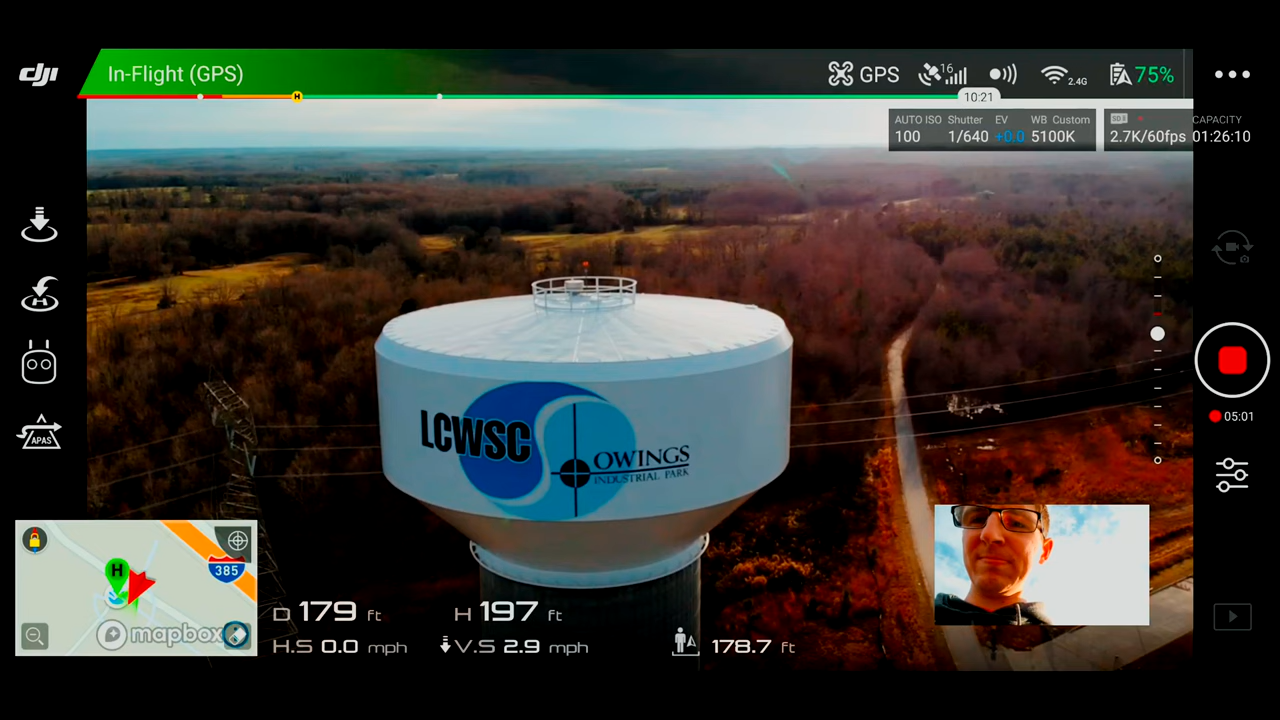 dji
In-Flight (GPS)
GPS
16
2.4G
75%
10:21
AUTO ISO Shutter EV WB Custom
100 1/640 +0.0 5100K
CAPACITY
2.7K/60fps 01:26:10
H
APAS
05:01
LCWSC
OWINGS
INDUSTRIAL PARK
H
385
mapbox
D 179 ft H 197 ft
H.S 0.0 mph V.S 2.9 mph 178.7 ft